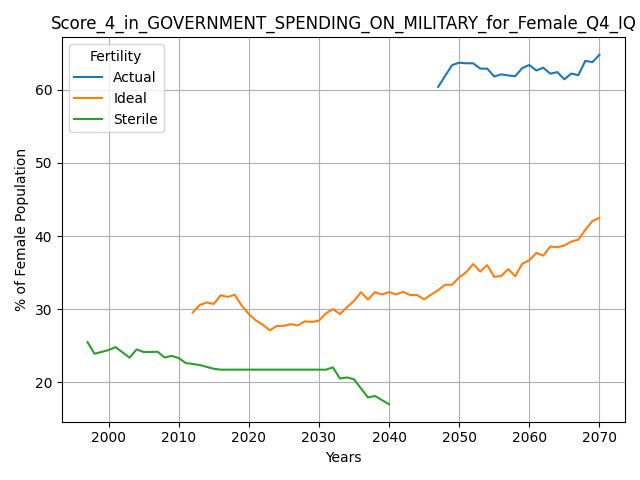 Score_4_in_GOVERNMENT_SPENDING_ON_MILITARY_for_Female_Q4_IQ
Fertility
Actual
Ideal
Sterile
% of Female Population
60
50
40
30
20
2000 2010 2020 2030 2040 2050 2060 2070
Years